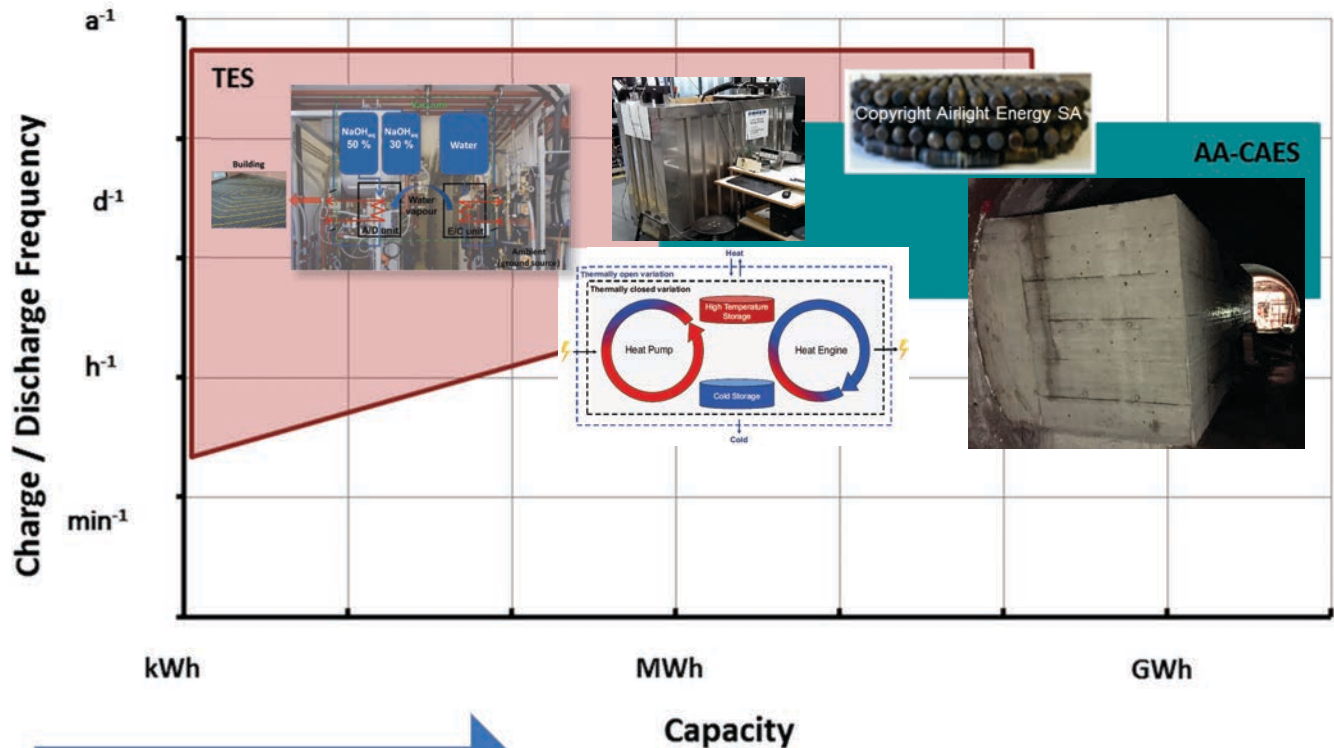 a-1
TES
Copyright Airlight Energy SA
AA-CAES
NaOHaq
50 %
NaOHaq
30 %
Water
Building
Water
vapour
A/D unit
E/C unit
Ambient
(ground source)
d-1
h-1
min-1
Charge / Discharge Frequency
Heat
Thermally open variation
Thermally closed variation
High Temperature
Storage
Heat Pump
Heat Engine
Cold Storage
Cold
kWh
MWh
GWh
Capacity